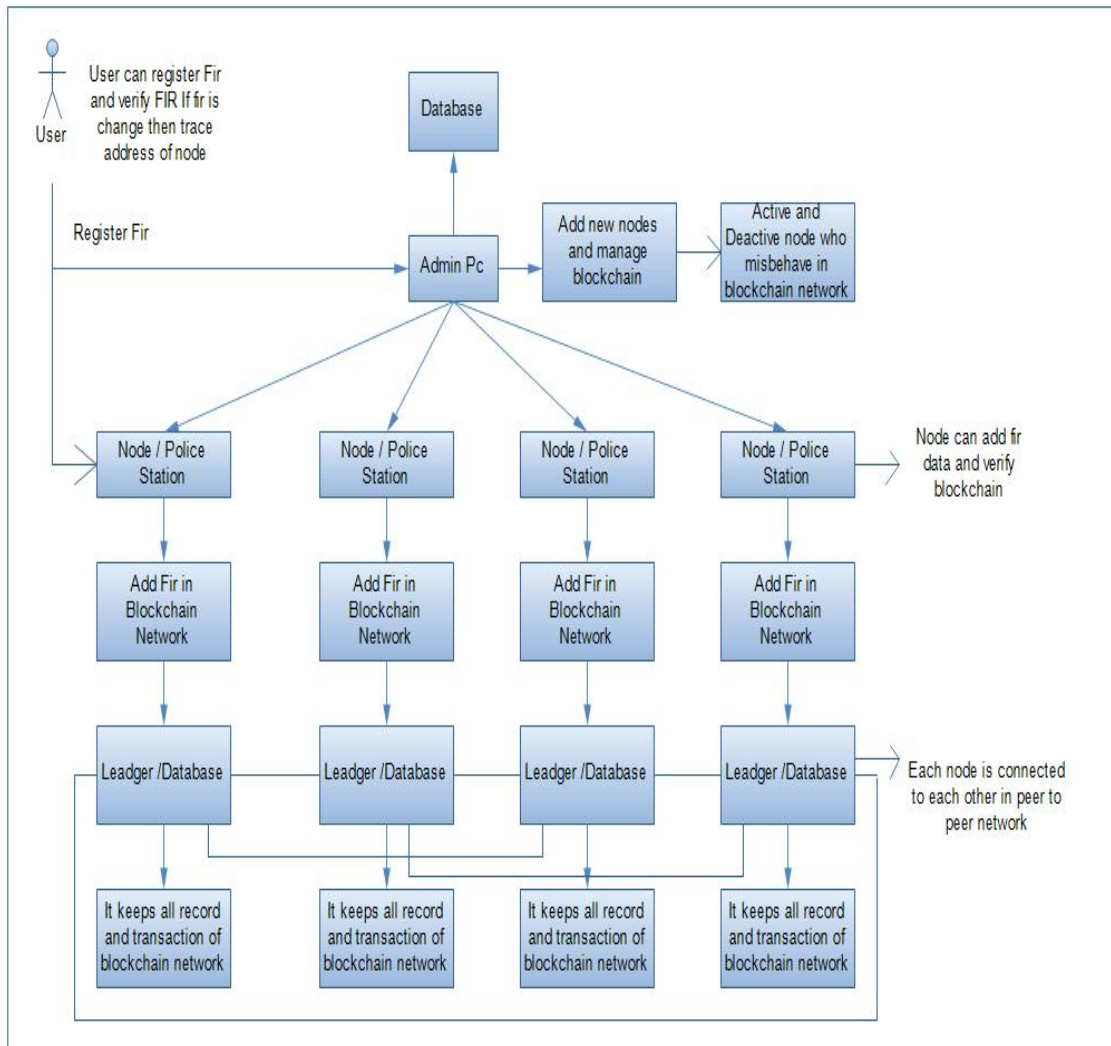 User can register Fir
and verify FIR If fir is
change then trace
address of node
User
Database
Register Fir
Admin Pc
Add new nodes
and manage
blockchain
Active and
Deactive node who
misbehave in
blockchain network
Node / Police
Station
Node / Police
Station
Node / Police
Station
Node / Police
Station
Node can add fir
data and verify
blockchain
Add Fir in
Blockchain
Network
Add Fir in
Blockchain
Network
Add Fir in
Blockchain
Network
Add Fir in
Blockchain
Network
Leadger /Database
Leadger /Database
Leadger /Database
Leadger /Database
Each node is connected
to each other in peer to
peer network
It keeps all record
and transaction of
blockchain network
It keeps all record
and transaction of
blockchain network
It keeps all record
and transaction of
blockchain network
It keeps all record
and transaction of
blockchain network